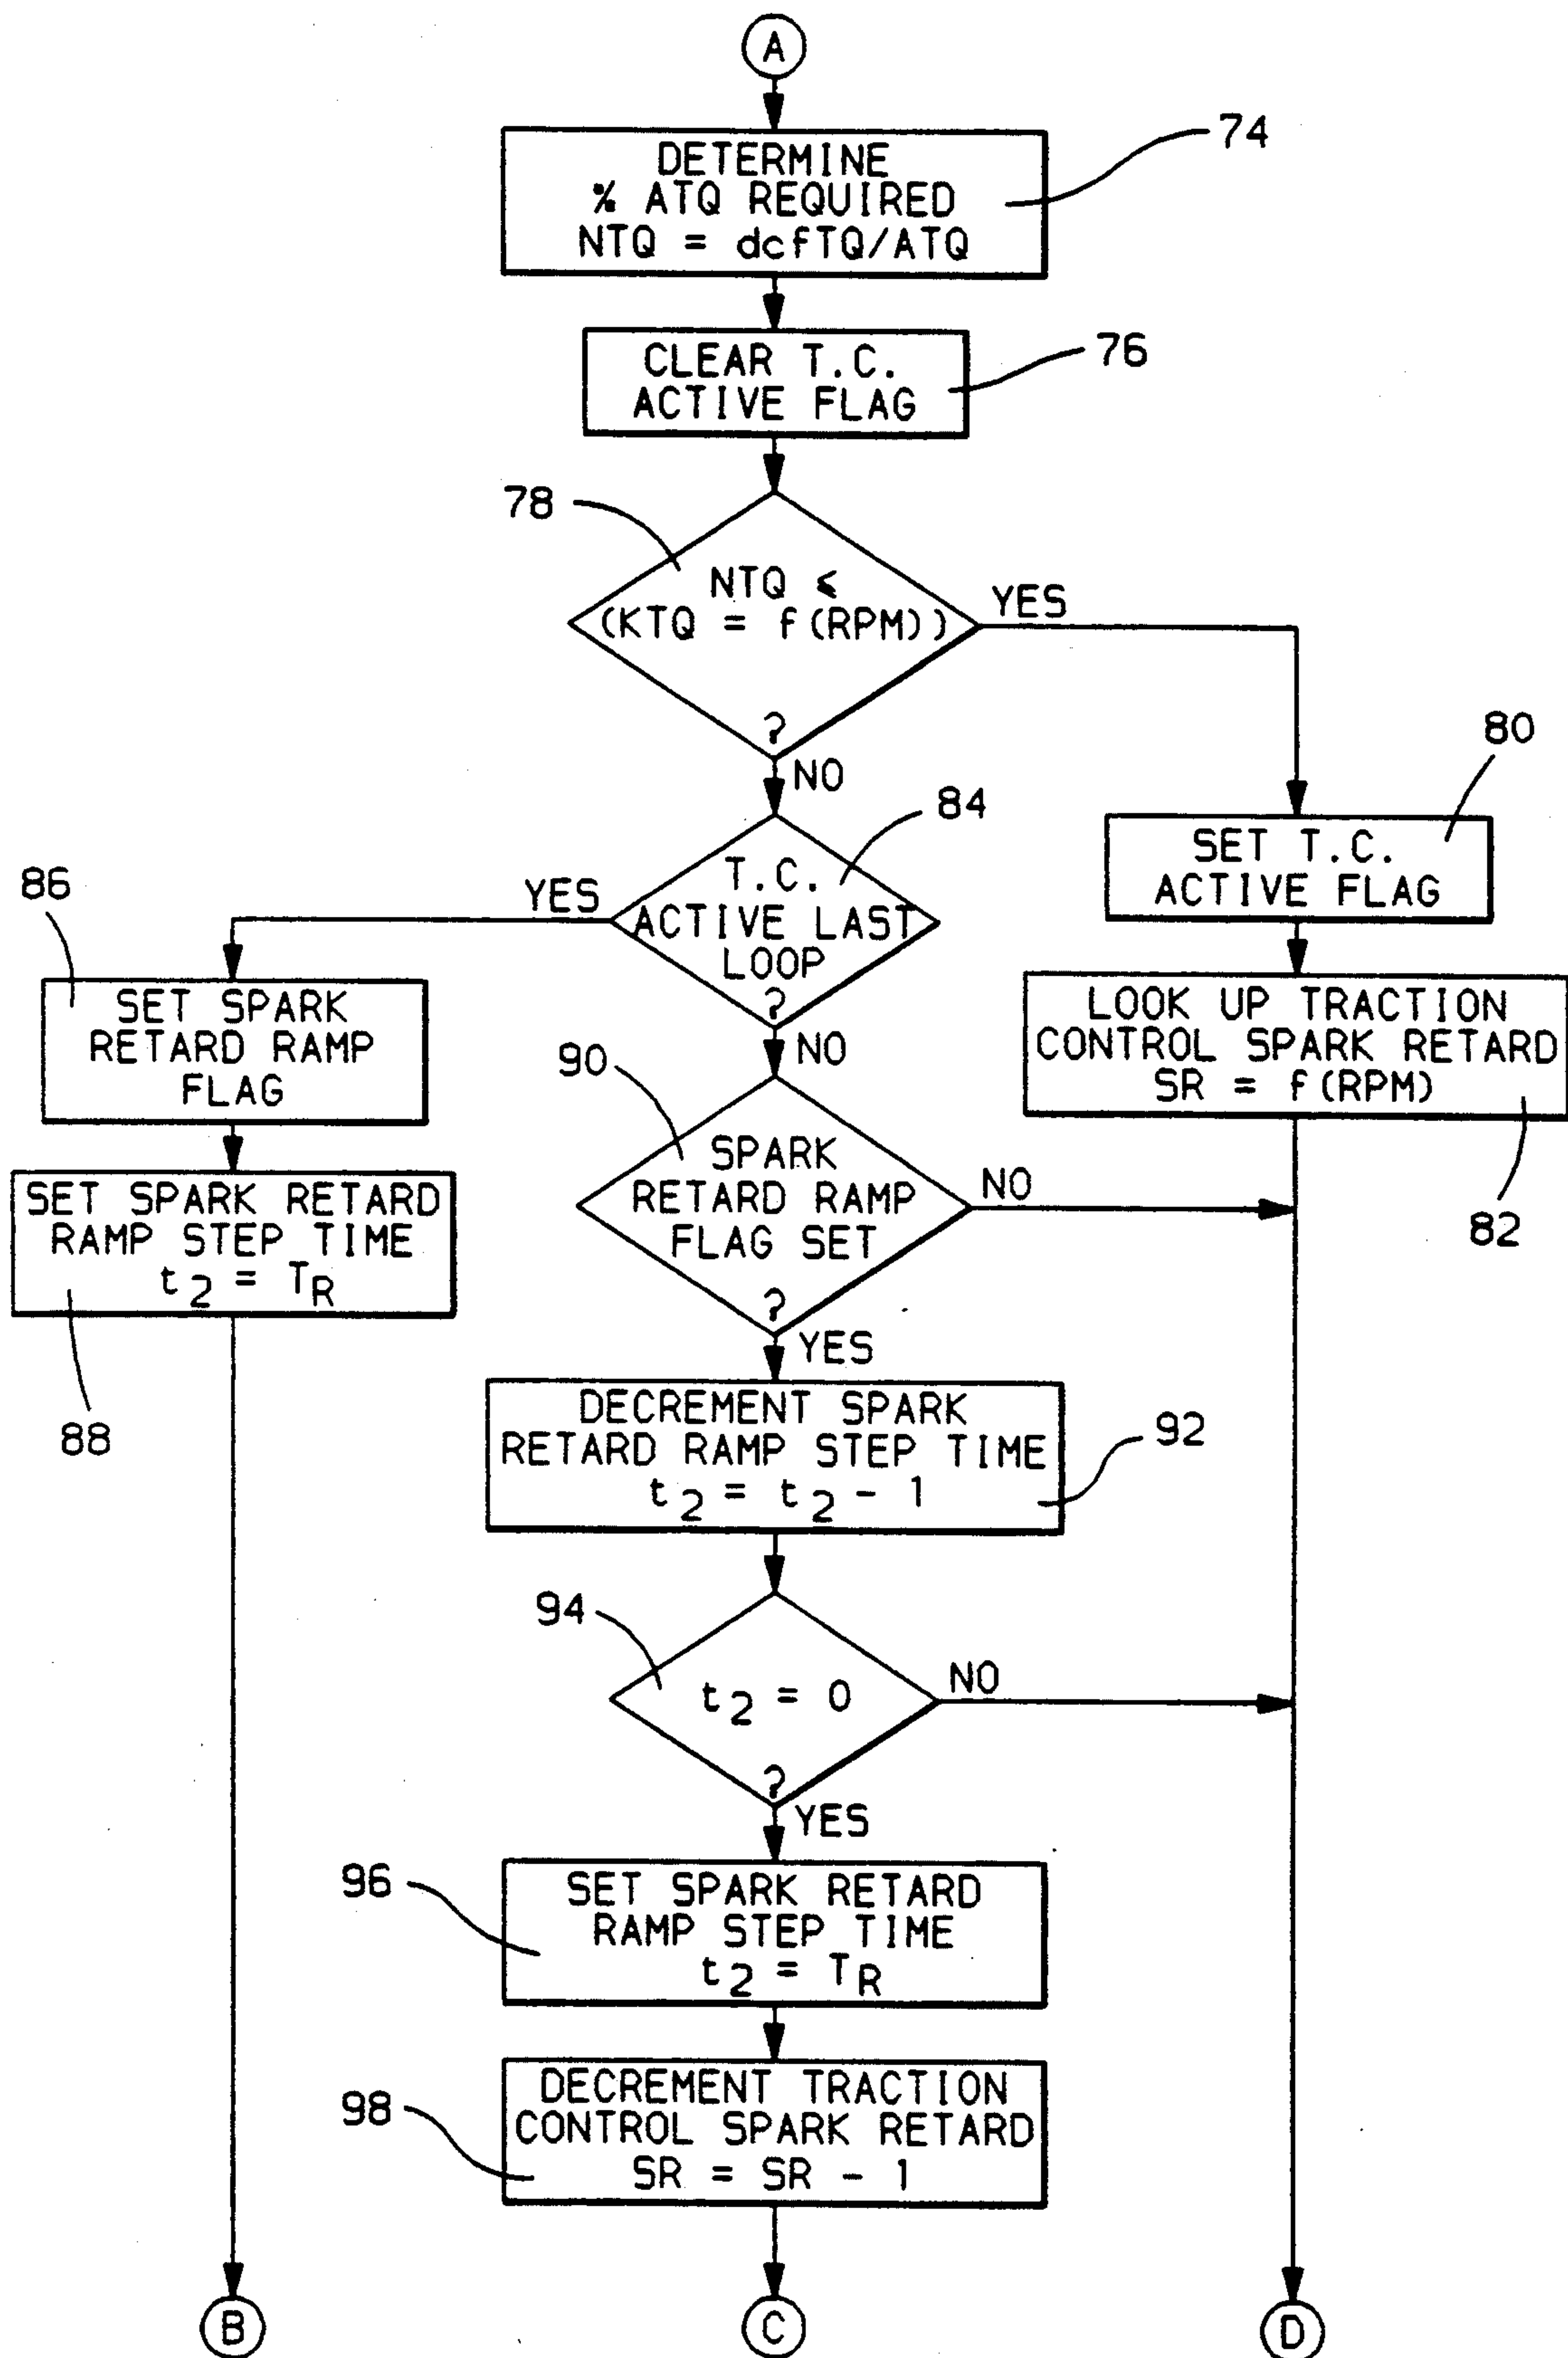 A
DETERMINE
% ATQ REQUIRED
NTQ = dcfTQ/ATQ
74
CLEAR T.C.
ACTIVE FLAG
76
78
NTQ ⩽
(KTQ = f(RPM))
?
YES
NO
80
SET T.C.
ACTIVE FLAG
84
T.C.
ACTIVE LAST
LOOP
?
YES
NO
86
SET SPARK
RETARD RAMP
FLAG
LOOK UP TRACTION
CONTROL SPARK RETARD
SR = f(RPM)
82
90
SPARK
RETARD RAMP
FLAG SET
?
NO
YES
SET SPARK RETARD
RAMP STEP TIME
t2 = TR
88
DECREMENT SPARK
RETARD RAMP STEP TIME
t2 = t2 - 1
92
94
t2 = 0
?
NO
YES
96
SET SPARK RETARD
RAMP STEP TIME
t2 = TR
98
DECREMENT TRACTION
CONTROL SPARK RETARD
SR = SR - 1
B
C
D